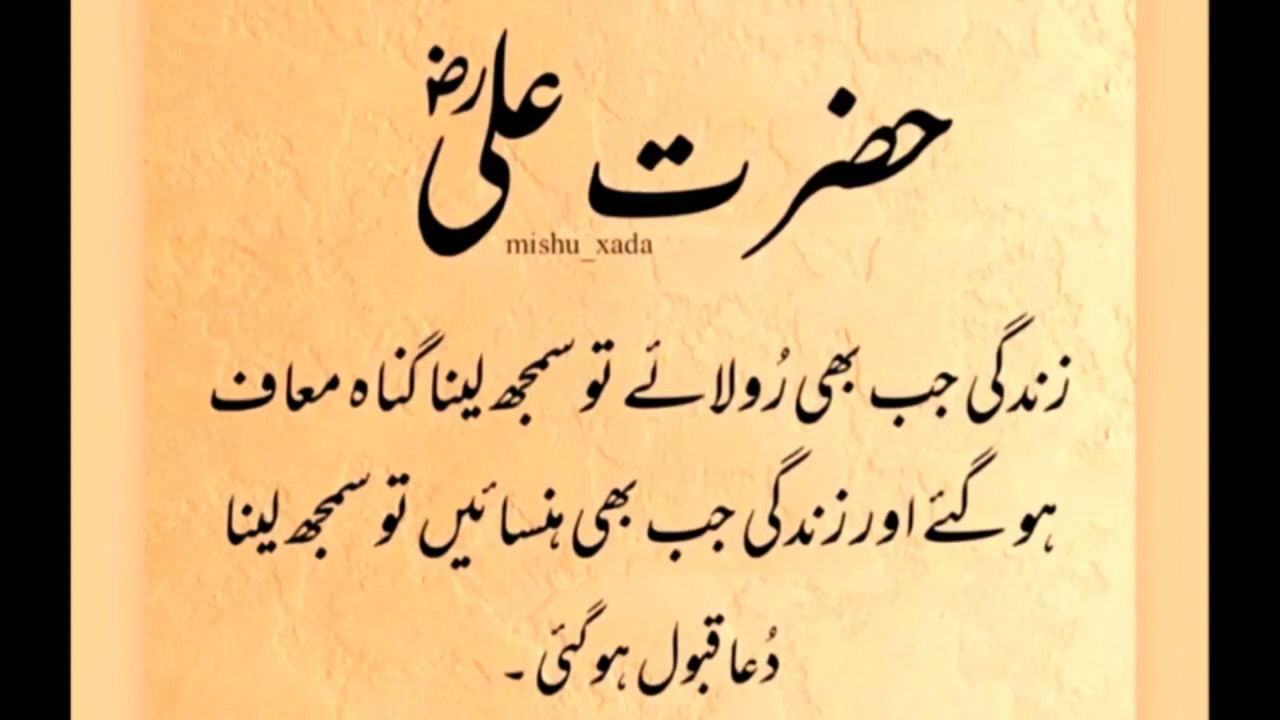 حضرت علیؓ
mishu_xada
زندگی جب بھی رُولائے تو سمجھ لینا گناہ معاف
ہو گئے اور زندگی جب بھی ہنسائیں تو سمجھ لینا
دُعا قبول ہو گئی ۔